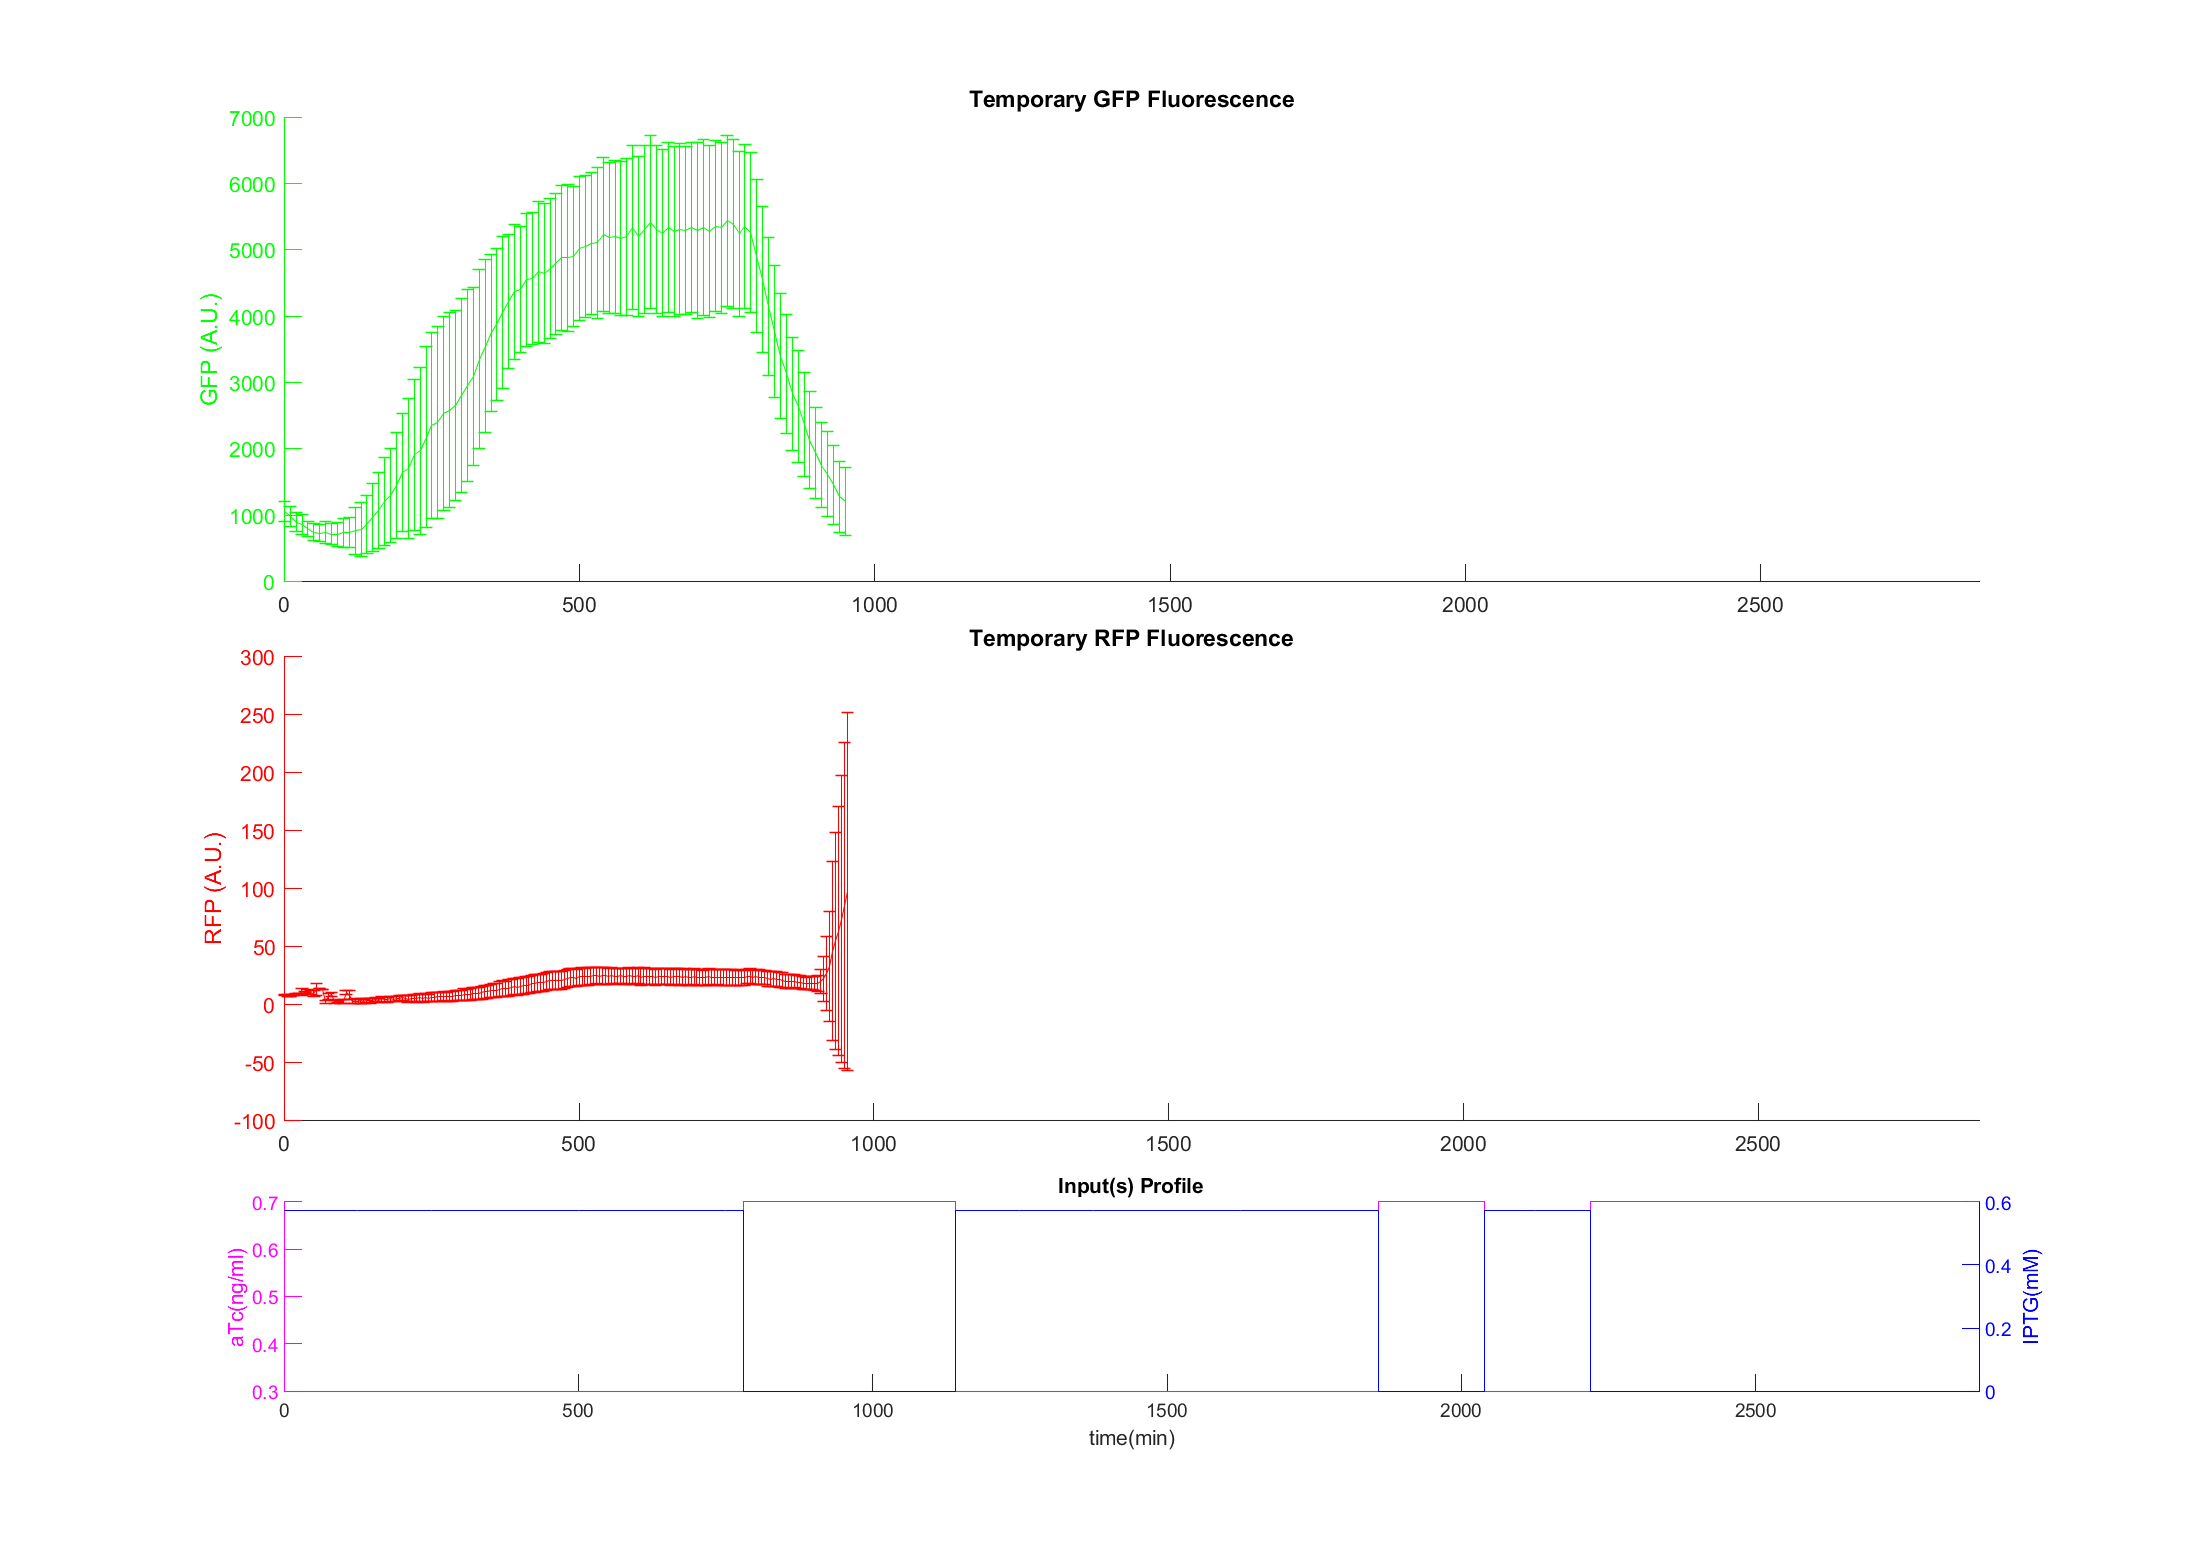 Temporary GFP Fluorescence
7000
6000
5000
4000
3000
2000
1000
0
GFP (A.U.)
0 500 1000 1500 2000 2500
Temporary RFP Fluorescence
300
250
200
150
100
50
0
-50
-100
RFP (A.U.)
0 500 1000 1500 2000 2500
Input(s) Profile
0.7
0.6
0.5
0.4
0.3
aTc(ng/ml)
0.6
0.4
0.2
0
IPTG(mM)
0 500 1000 1500 2000 2500
time(min)